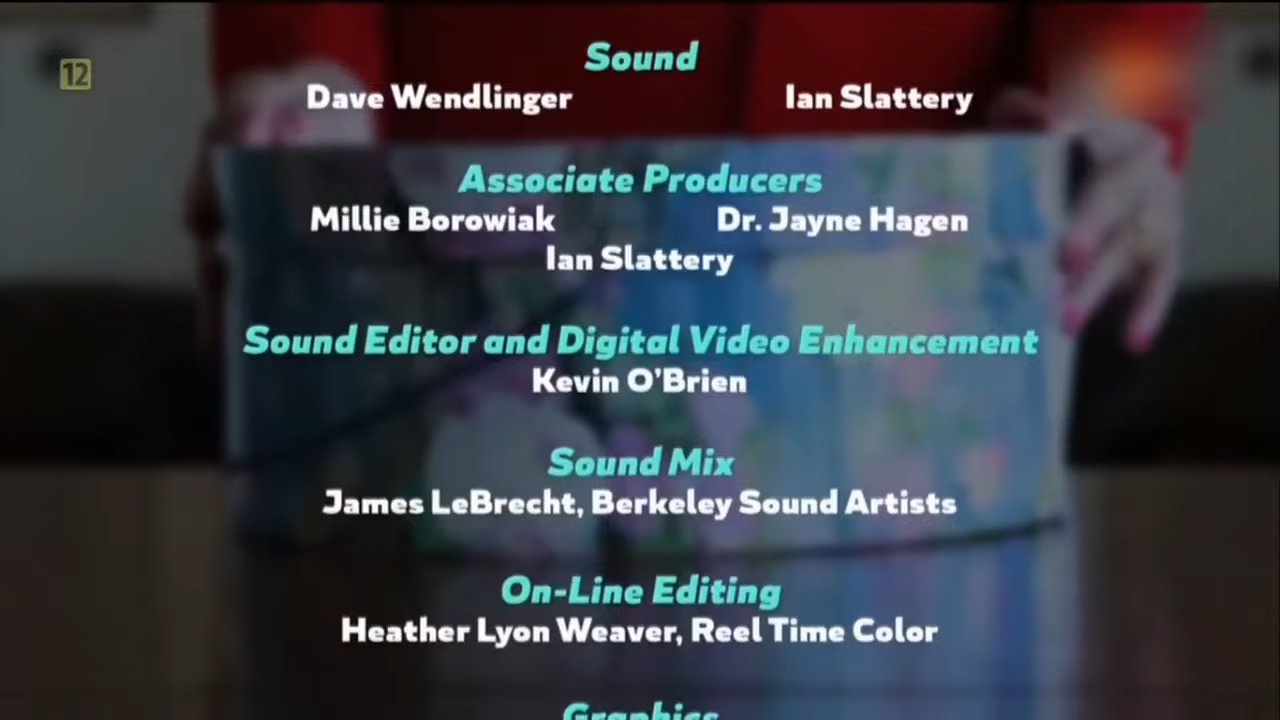 12
Sound
Dave Wendlinger Ian Slattery
Associate Producers
Millie Borowiak Dr. Jayne Hagen
Ian Slattery
Sound Editor and Digital Video Enhancement
Kevin O'Brien
Sound Mix
James LeBrecht, Berkeley Sound Artists
On-Line Editing
Heather Lyon Weaver, Reel Time Color
Graphics